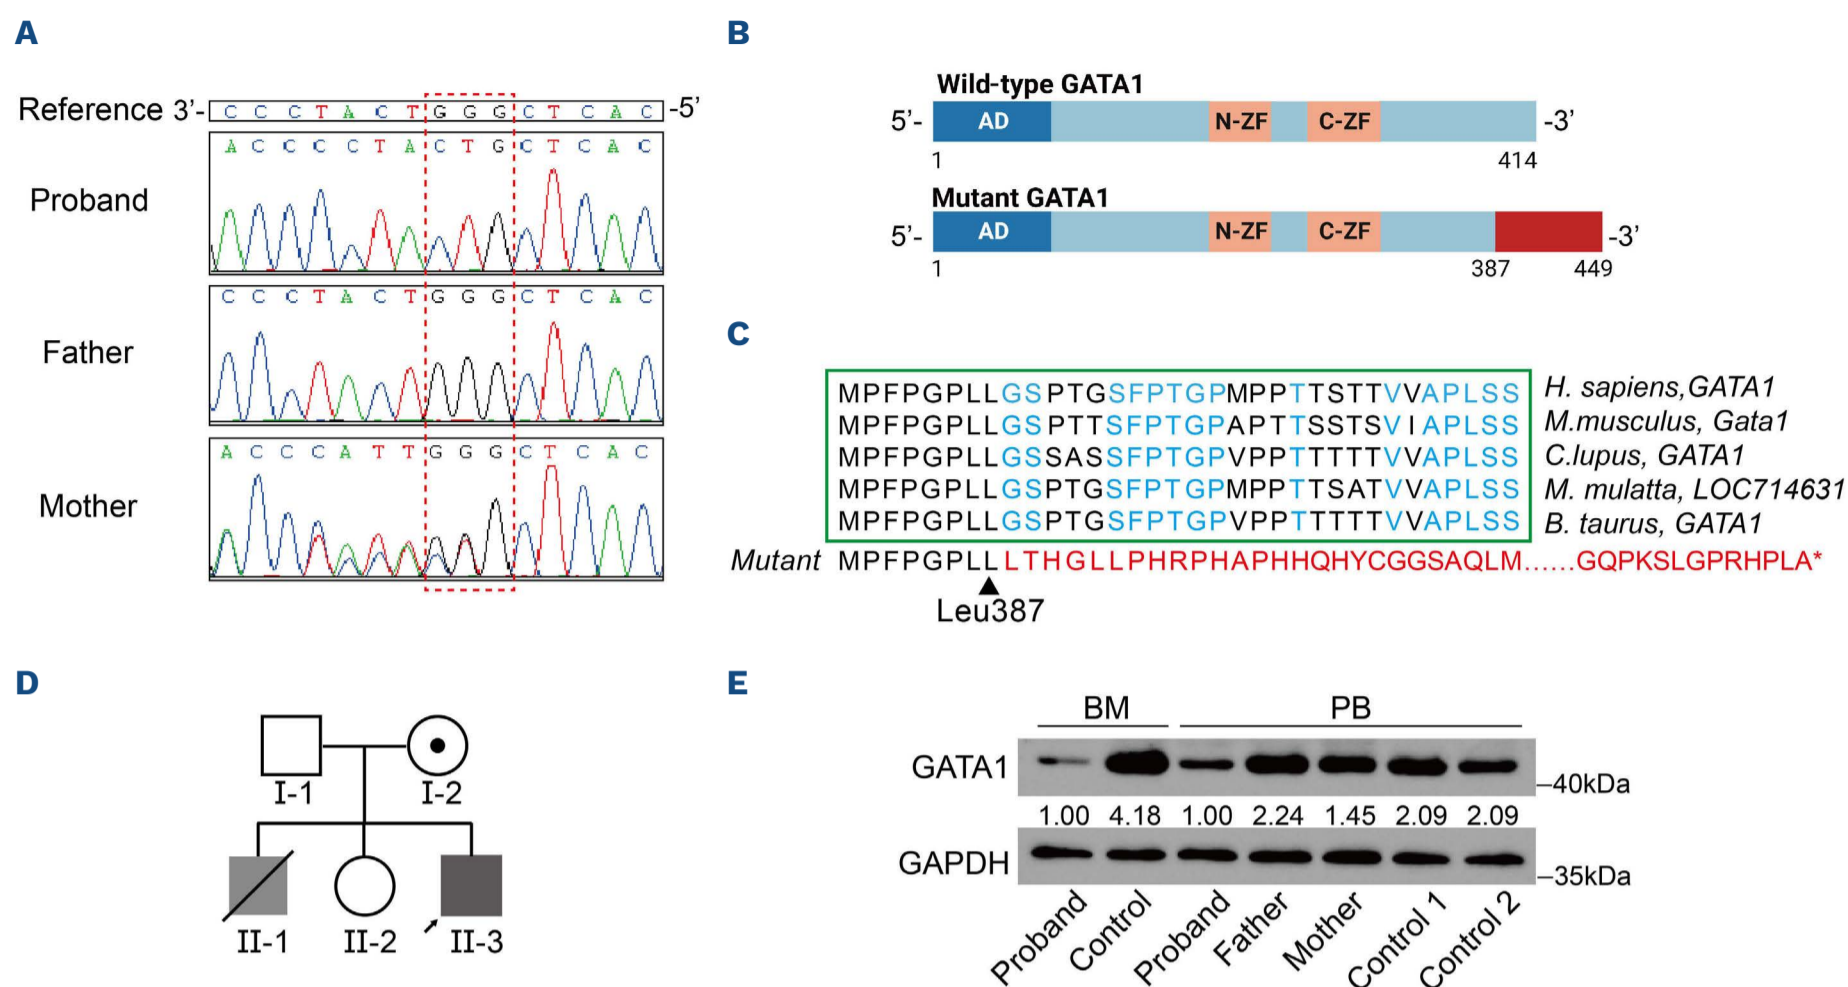 A
Reference 3'- C C C T A C T G G G C T C A C -5'
A C C C C T A C T G C T C A C
Proband
C C C T A C T G G G C T C A C
Father
A C C C A T T G G G C T C A C
Mother
B
Wild-type GATA1
5'- AD N-ZF C-ZF -3'
1 414
Mutant GATA1
5'- AD N-ZF C-ZF -3'
1 387 449
C
MPFPGPLLGSPTGSFPTGPMPPTTSTTVVAPLSS H. sapiens,GATA1
MPFPGPLLGSPTTSFPTGPAPTTSSTSVIAPLSS M.musculus, Gata1
MPFPGPLLGSSASSFPTGPVPPTTTTTVVAPLSS C.lupus, GATA1
MPFPGPLLGSPTGSFPTGPMPPTTSATVVAPLSS M. mulatta, LOC714631
MPFPGPLLGSPTGSFPTGPVPPTTTTTVVAPLSS B. taurus, GATA1
Mutant MPFPGPLLLTHGLLPHRPHAPHHQHYCGGSAQLM......GQPKSLGPRHPLA*
Leu387
D
I-1 I-2
II-1 II-2 II-3
E
BM PB
GATA1 –40kDa
1.00 4.18 1.00 2.24 1.45 2.09 2.09
GAPDH –35kDa
Proband Control Proband Father Mother Control 1 Control 2